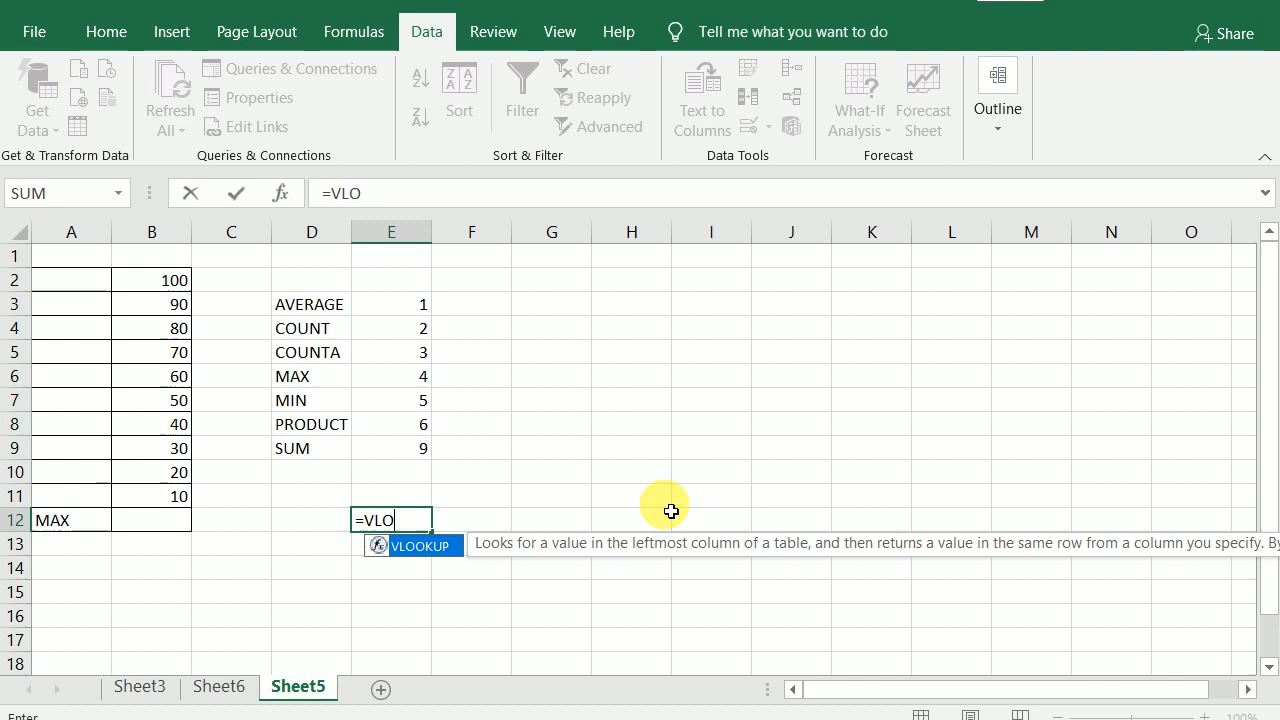 File Home Insert Page Layout Formulas Data Review View Help Tell me what you want to do Share
Get Data
Refresh All
Queries & Connections
Properties
Edit Links
Sort
Filter
Clear
Reapply
Advanced
Text to Columns
What-If Analysis
Forecast Sheet
Outline
Get & Transform Data Queries & Connections Sort & Filter Data Tools Forecast
SUM fx =VLO
A B C D E F G H I J K L M N O
1
2 100
3 90 AVERAGE 1
4 80 COUNT 2
5 70 COUNTA 3
6 60 MAX 4
7 50 MIN 5
8 40 PRODUCT 6
9 30 SUM 9
10 20
11 10
12 MAX =VLO
13 VLOOKUP Looks for a value in the leftmost column of a table, and then returns a value in the same row from a column you specify. By
14
15
16
17
18
Sheet3 Sheet6 Sheet5
Enter 100%